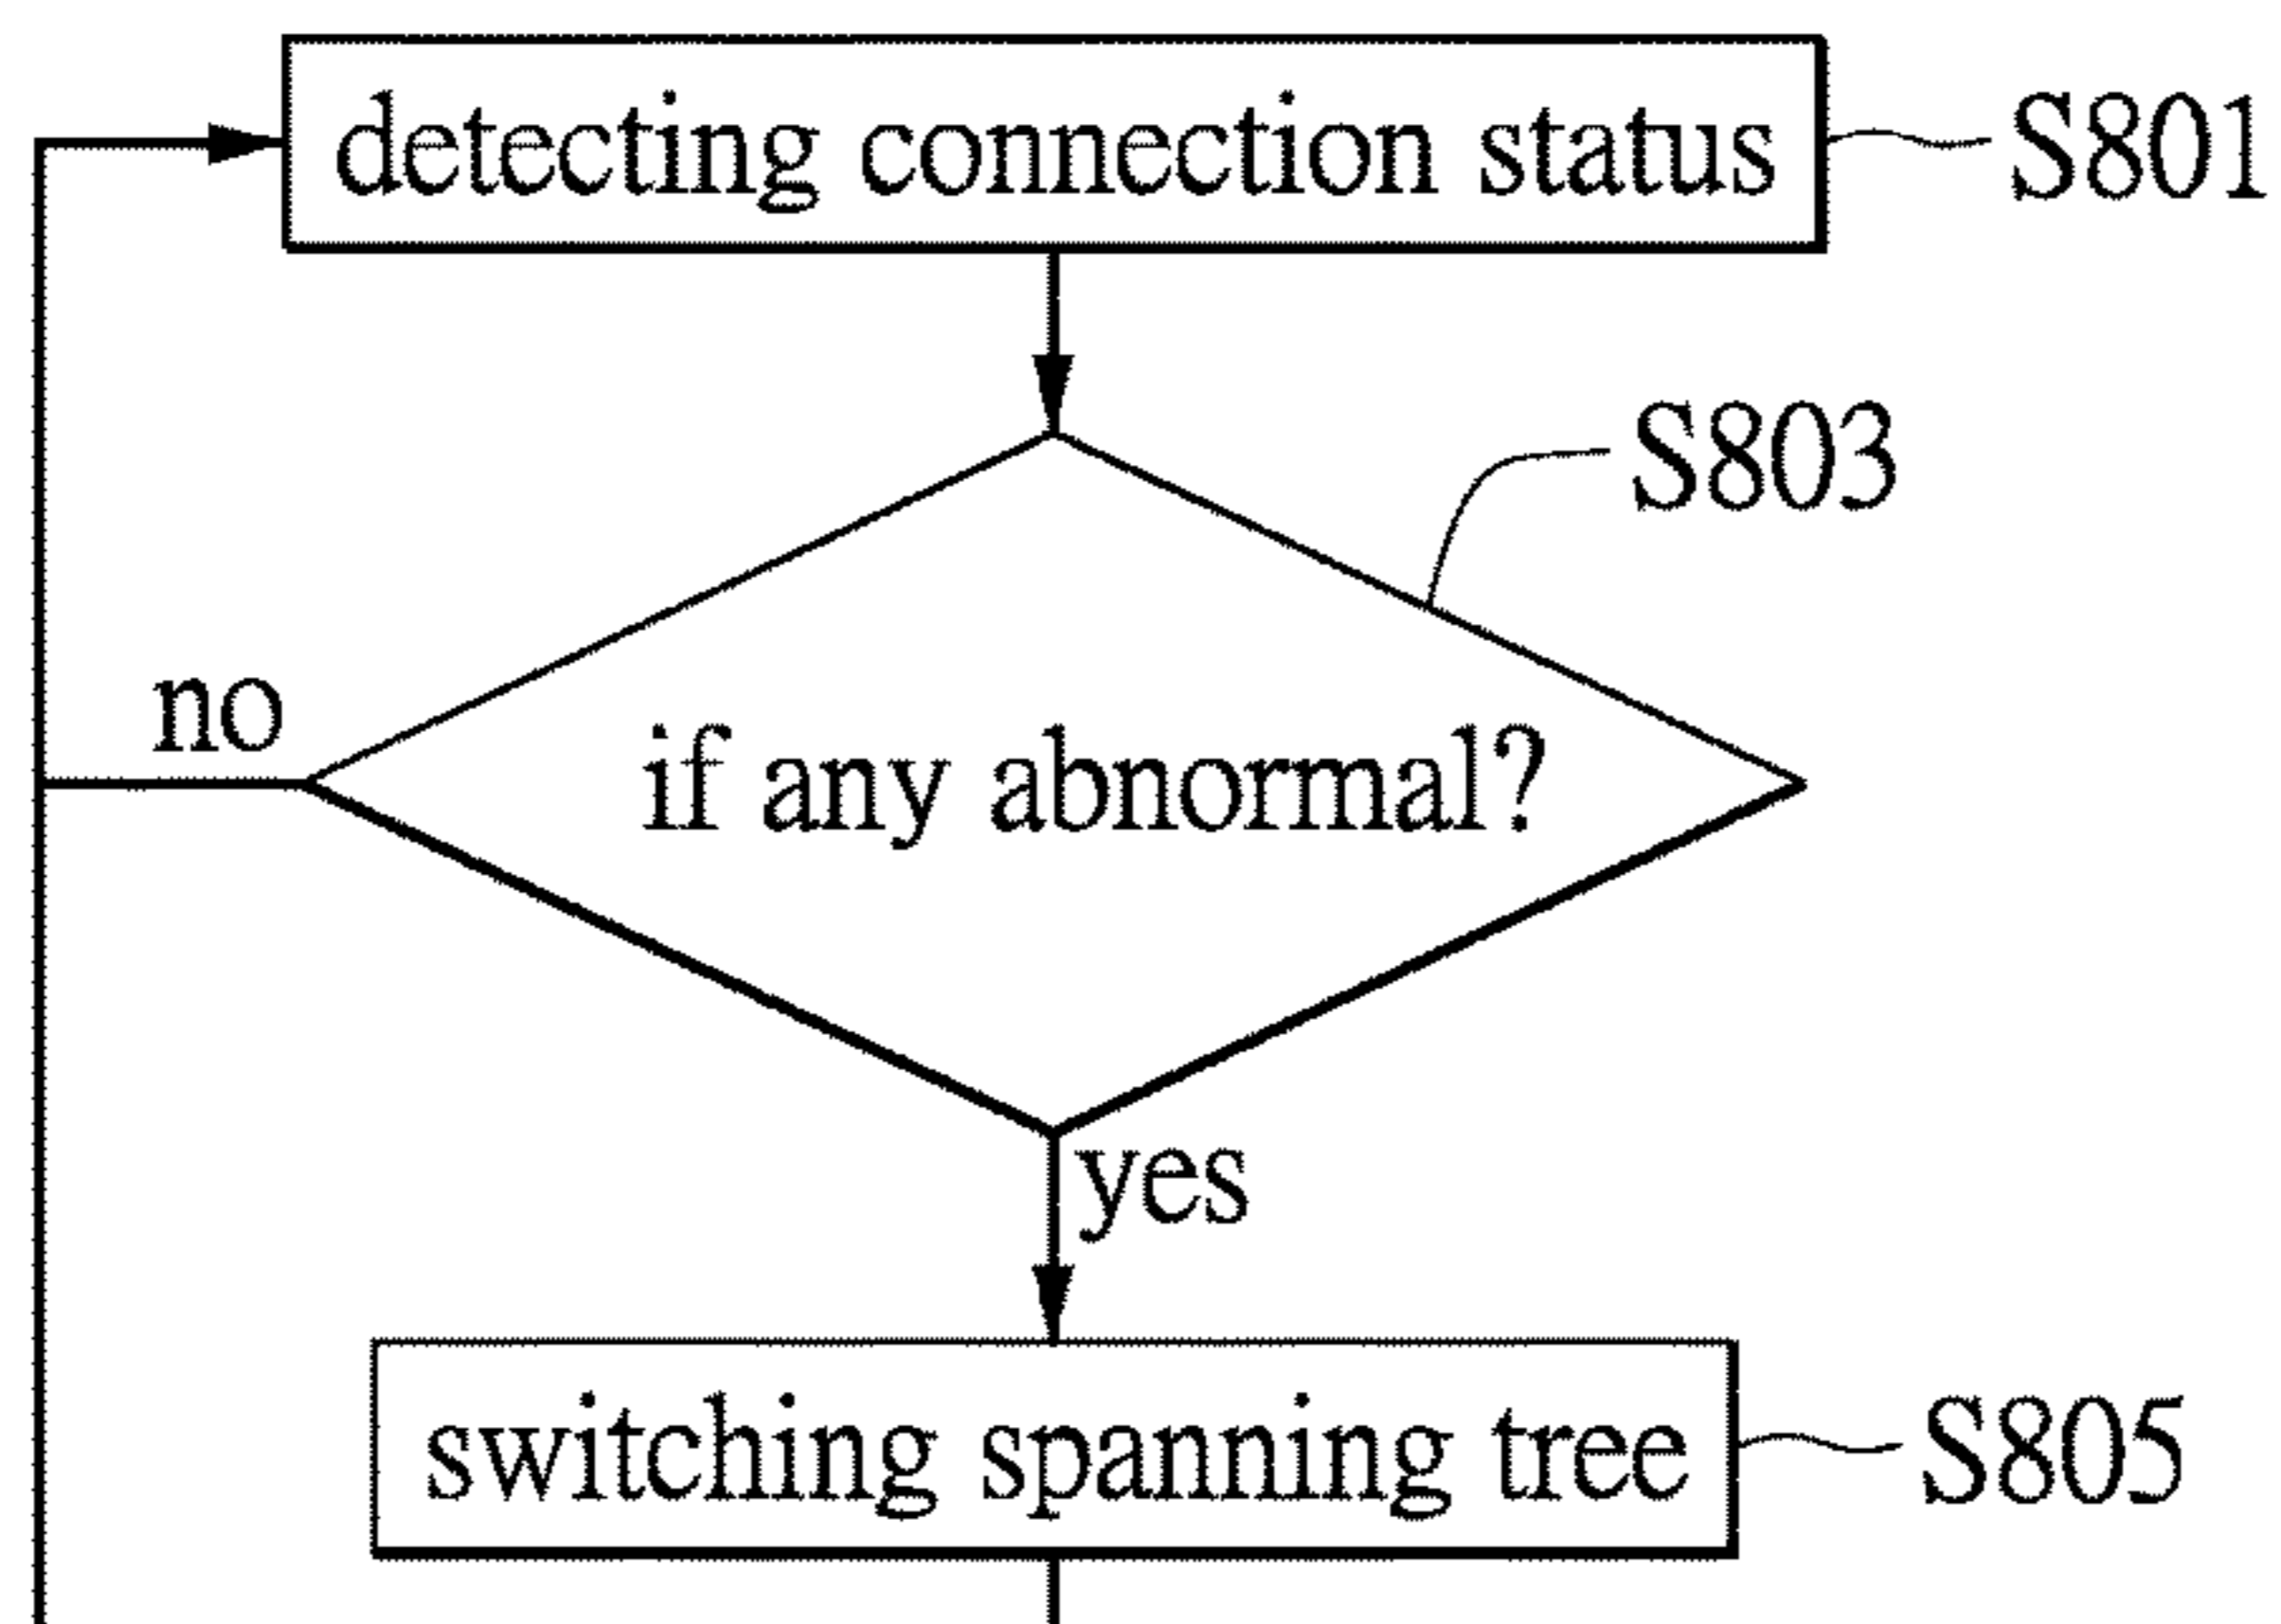 detecting connection status
S801
S803
no
if any abnormal?
yes
switching spanning tree
S805